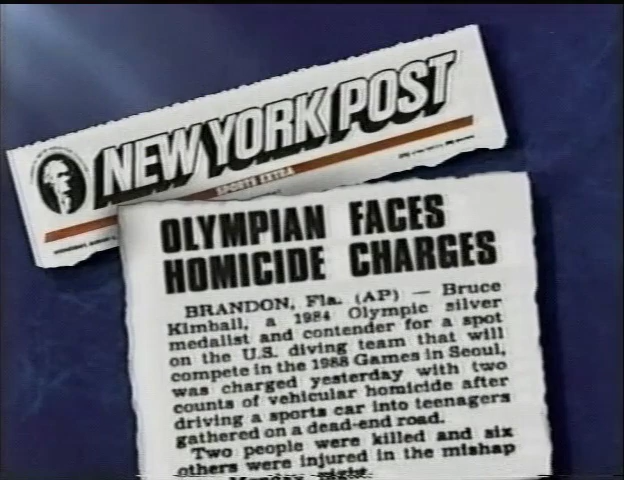 NEW YORK POST
SPORTS EXTRA
OLYMPIAN FACES
HOMICIDE CHARGES
BRANDON, Fla. (AP) — Bruce
Kimball, a 1984 Olympic silver
medalist and contender for a spot
on the U.S. diving team that will
compete in the 1988 Games in Seoul,
was charged yesterday with two
counts of vehicular homicide after
driving a sports car into teenagers
gathered on a dead-end road.
Two people were killed and six
others were injured in the mishap
Monday night.